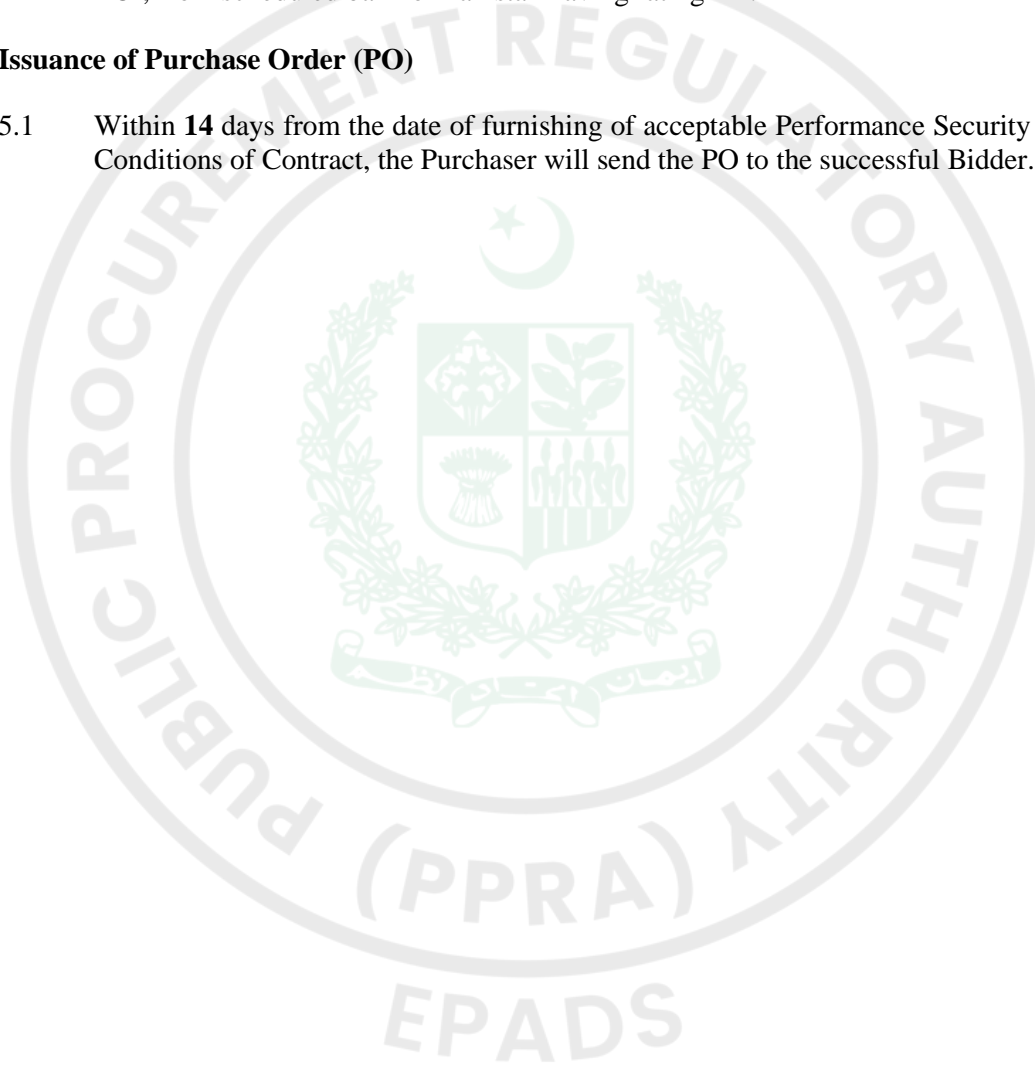 Issuance of Purchase Order (PO)
5.1 Within 14 days from the date of furnishing of acceptable Performance Security
Conditions of Contract, the Purchaser will send the PO to the successful Bidder.
PUBLIC PROCUREMENT REGULATORY AUTHORITY
(PPRA)
EPADS